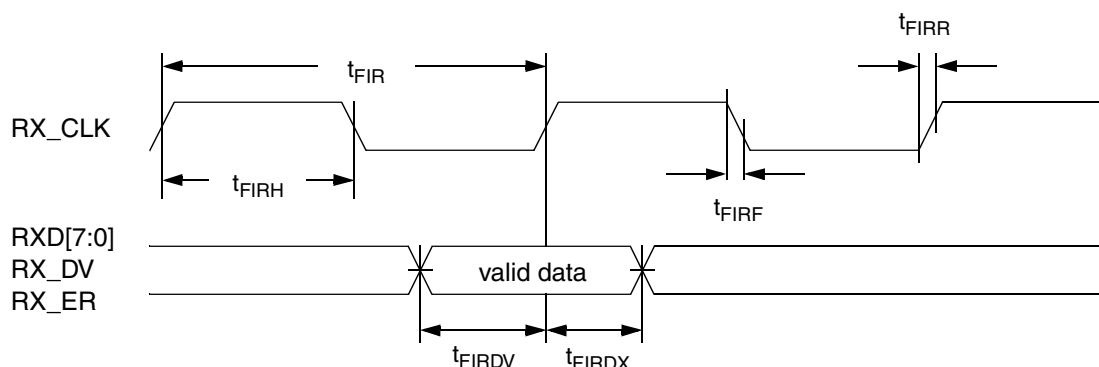 t_FIRR
t_FIR
RX_CLK
t_FIRH
t_FIRF
RXD[7:0]
RX_DV
valid data
RX_ER
t_FIRDV
t_FIRDX